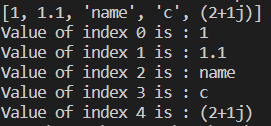 [1, 1.1, 'name', 'c', (2+1j)]
Value of index 0 is : 1
Value of index 1 is : 1.1
Value of index 2 is : name
Value of index 3 is : c
Value of index 4 is : (2+1j)